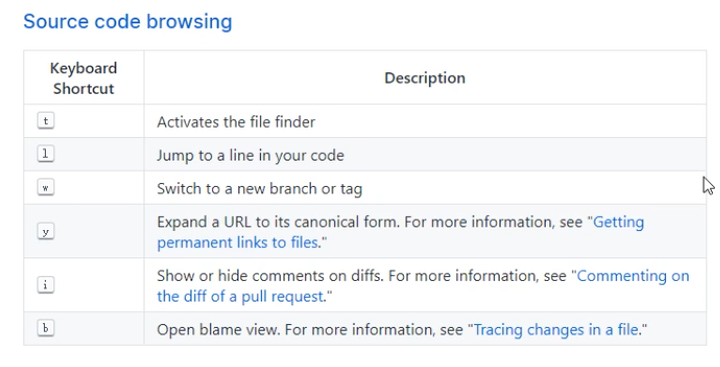 Source code browsing
Keyboard
Shortcut
Description
t
Activates the file finder
l
Jump to a line in your code
w
Switch to a new branch or tag
y
Expand a URL to its canonical form. For more information, see "Getting
permanent links to files."
i
Show or hide comments on diffs. For more information, see "Commenting on
the diff of a pull request."
b
Open blame view. For more information, see "Tracing changes in a file."